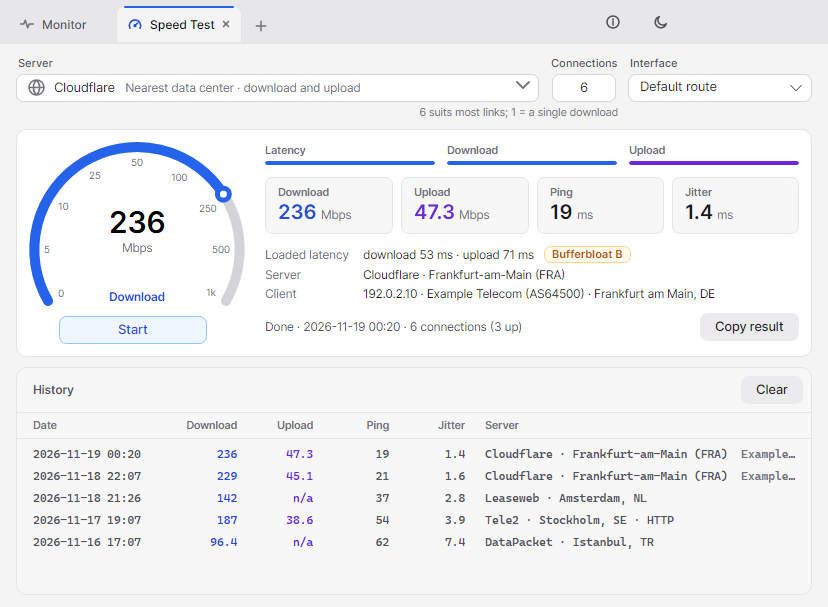 Monitor
Speed Test × +
Server
Connections Interface
Cloudflare Nearest data center · download and upload
6
Default route
6 suits most links; 1 = a single download
0
5
10
25
50
100
250
500
1k
236
Mbps
Download
Start
Latency Download Upload
Download Upload Ping Jitter
236 Mbps 47.3 Mbps 19 ms 1.4 ms
Loaded latency download 53 ms · upload 71 ms Bufferbloat B
Server Cloudflare · Frankfurt-am-Main (FRA)
Client 192.0.2.10 · Example Telecom (AS64500) · Frankfurt am Main, DE
Done · 2026-11-19 00:20 · 6 connections (3 up) Copy result
History Clear
Date Download Upload Ping Jitter Server
2026-11-19 00:20 236 47.3 19 1.4 Cloudflare · Frankfurt-am-Main (FRA) Example…
2026-11-18 22:07 229 45.1 21 1.6 Cloudflare · Frankfurt-am-Main (FRA) Example…
2026-11-18 21:26 142 n/a 37 2.8 Leaseweb · Amsterdam, NL
2026-11-17 19:07 187 38.6 54 3.9 Tele2 · Stockholm, SE · HTTP
2026-11-16 17:07 96.4 n/a 62 7.4 DataPacket · Istanbul, TR